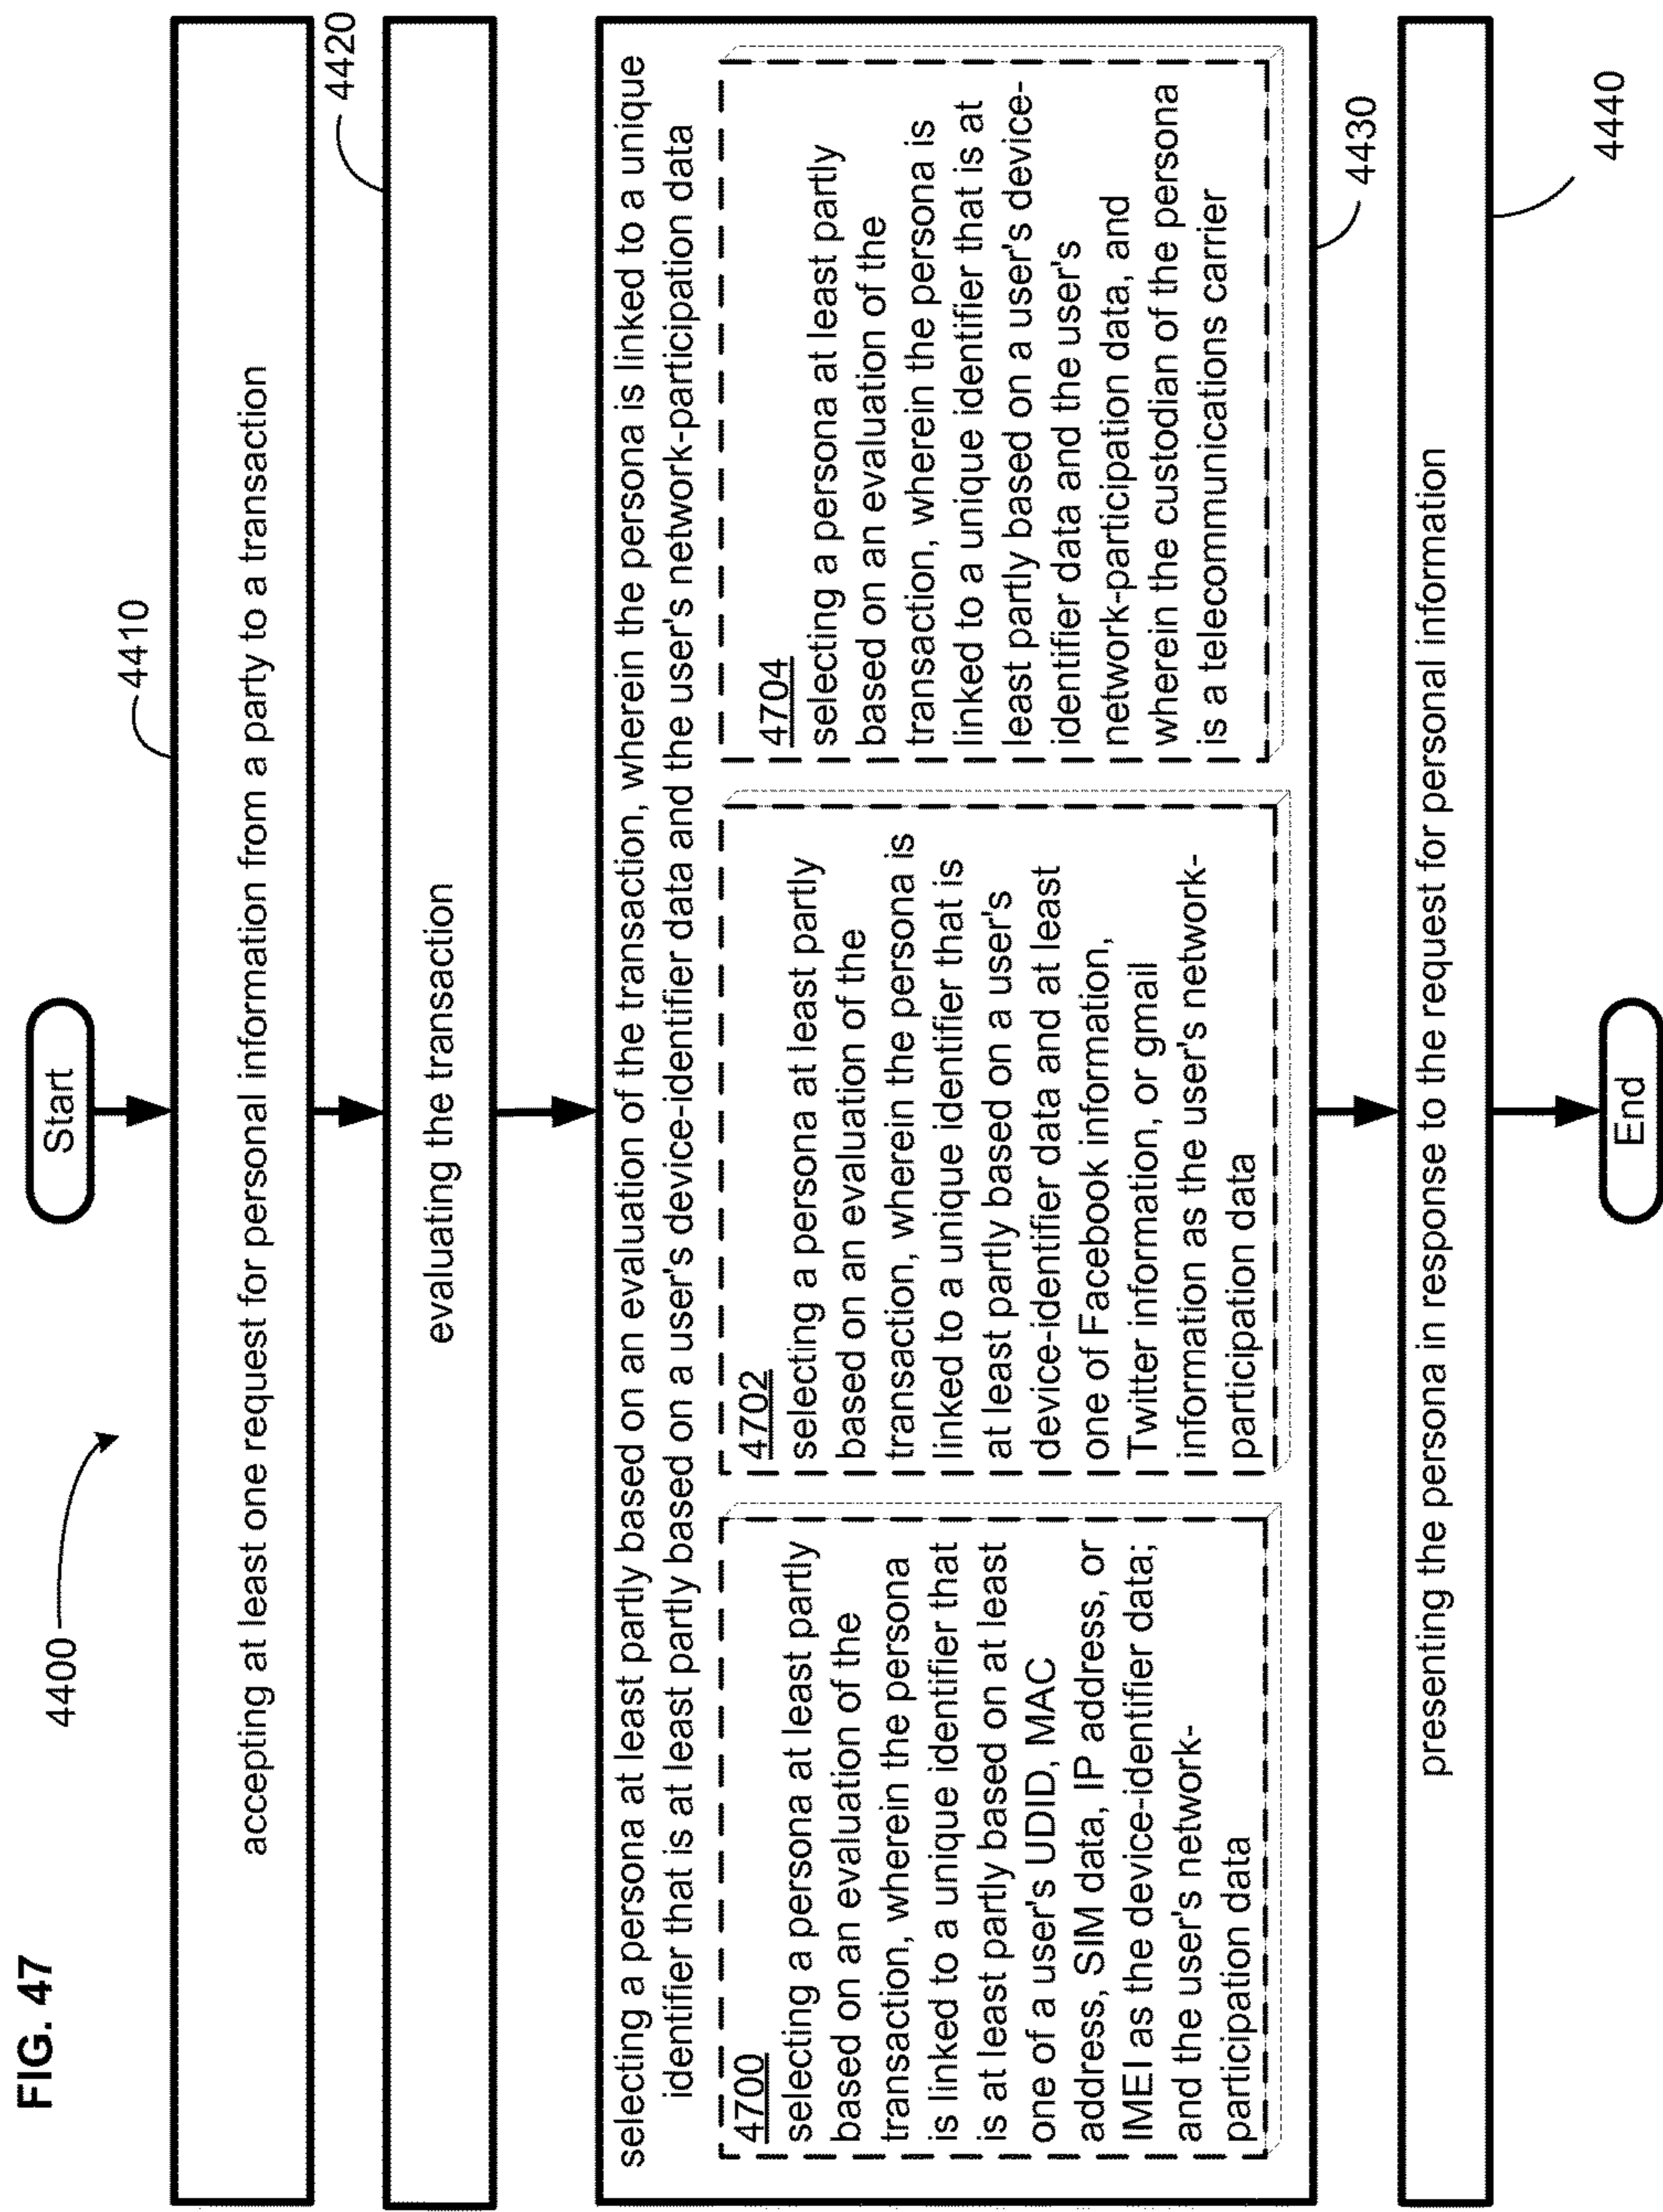 FIG. 47
4400
Start
4410
accepting at least one request for personal information from a party to a transaction
4420
evaluating the transaction
selecting a persona at least partly based on an evaluation of the transaction, wherein the persona is linked to a unique
identifier that is at least partly based on a user's device-identifier data and the user's network-participation data
4700
selecting a persona at least partly
based on an evaluation of the
transaction, wherein the persona
is linked to a unique identifier that
is at least partly based on at least
one of a user's UDID, MAC
address, SIM data, IP address, or
IMEI as the device-identifier data;
and the user's network-
participation data
4702
selecting a persona at least partly
based on an evaluation of the
transaction, wherein the persona is
linked to a unique identifier that is
at least partly based on a user's
device-identifier data and at least
one of Facebook information,
Twitter information, or gmail
information as the user's network-
participation data
4704
selecting a persona at least partly
based on an evaluation of the
transaction, wherein the persona is
linked to a unique identifier that is at
least partly based on a user's device-
identifier data and the user's
network-participation data, and
wherein the custodian of the persona
is a telecommunications carrier
4430
presenting the persona in response to the request for personal information
4440
End